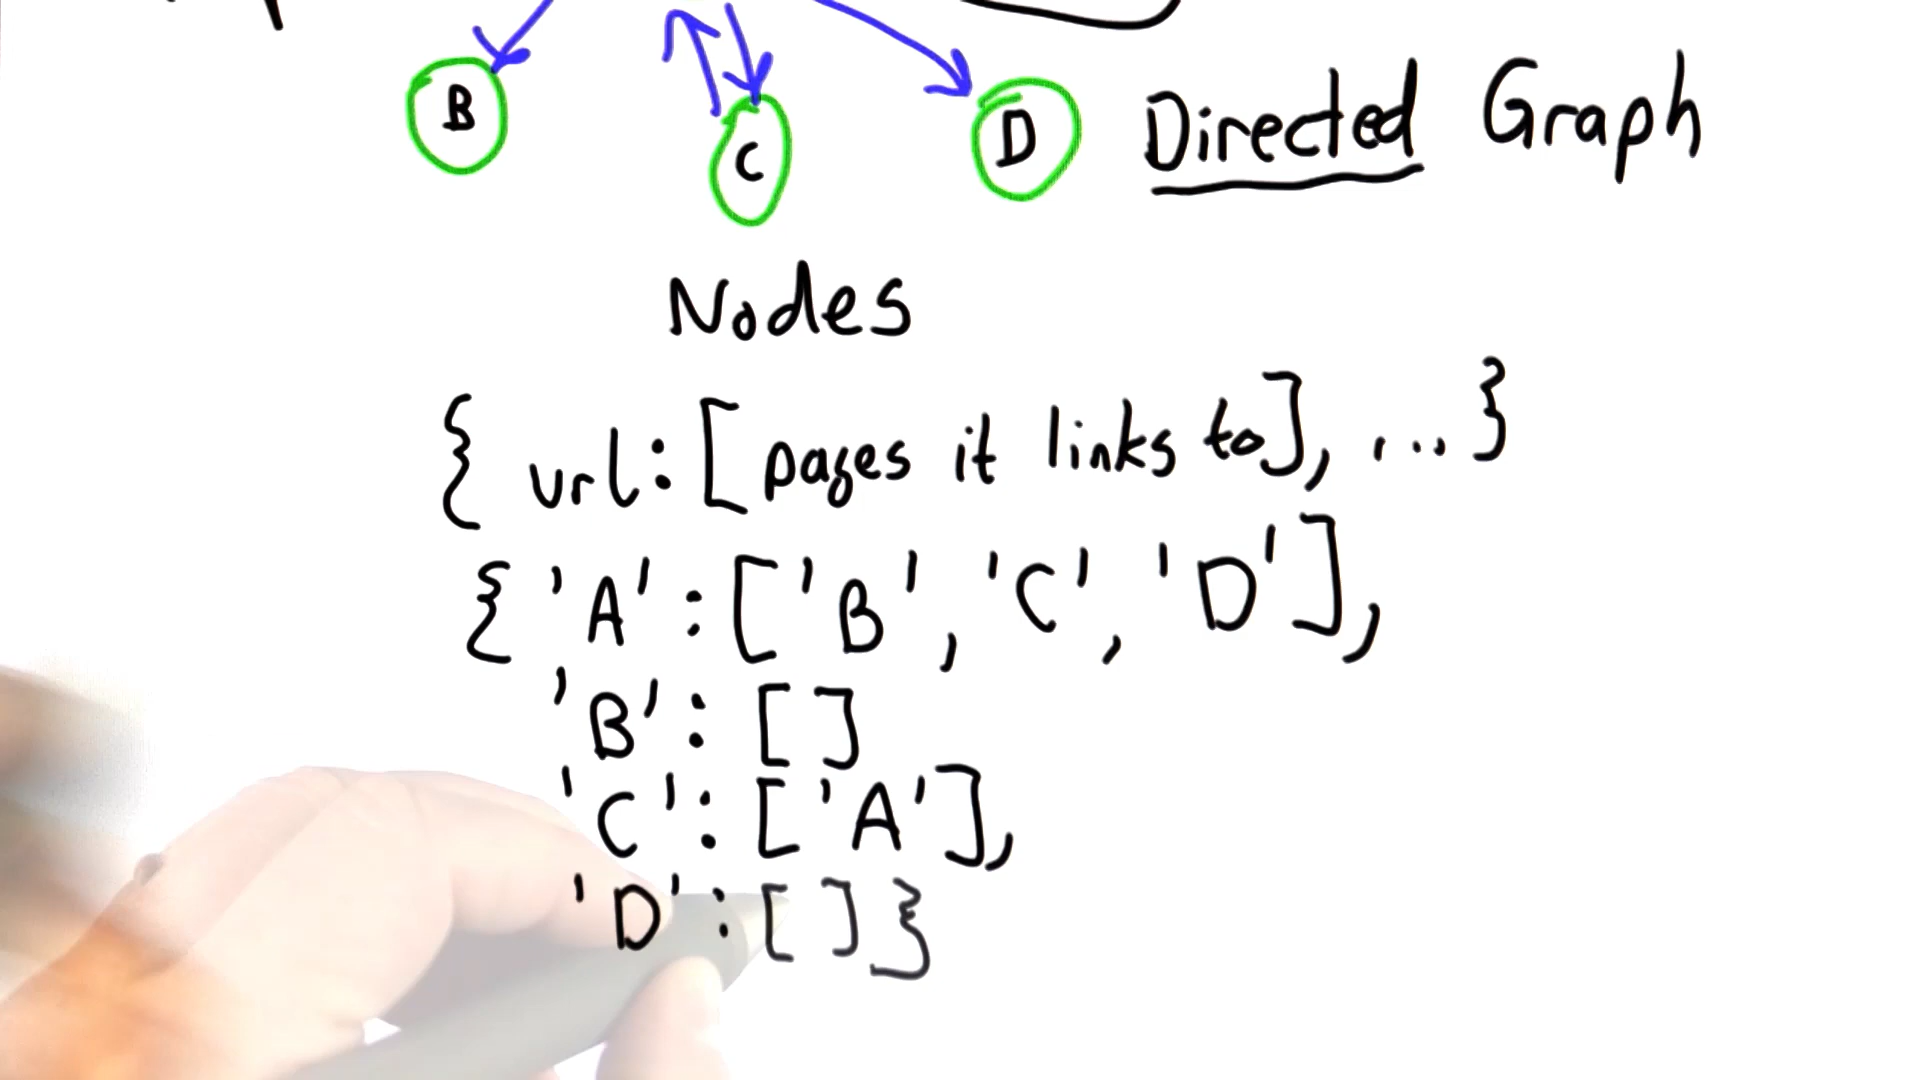 B
C
D
Directed Graph
Nodes
{ url: [pages it links to], ... }
{ 'A' : ['B', 'C', 'D'],
'B' : []
'C' : ['A'],
'D' : [ ] }